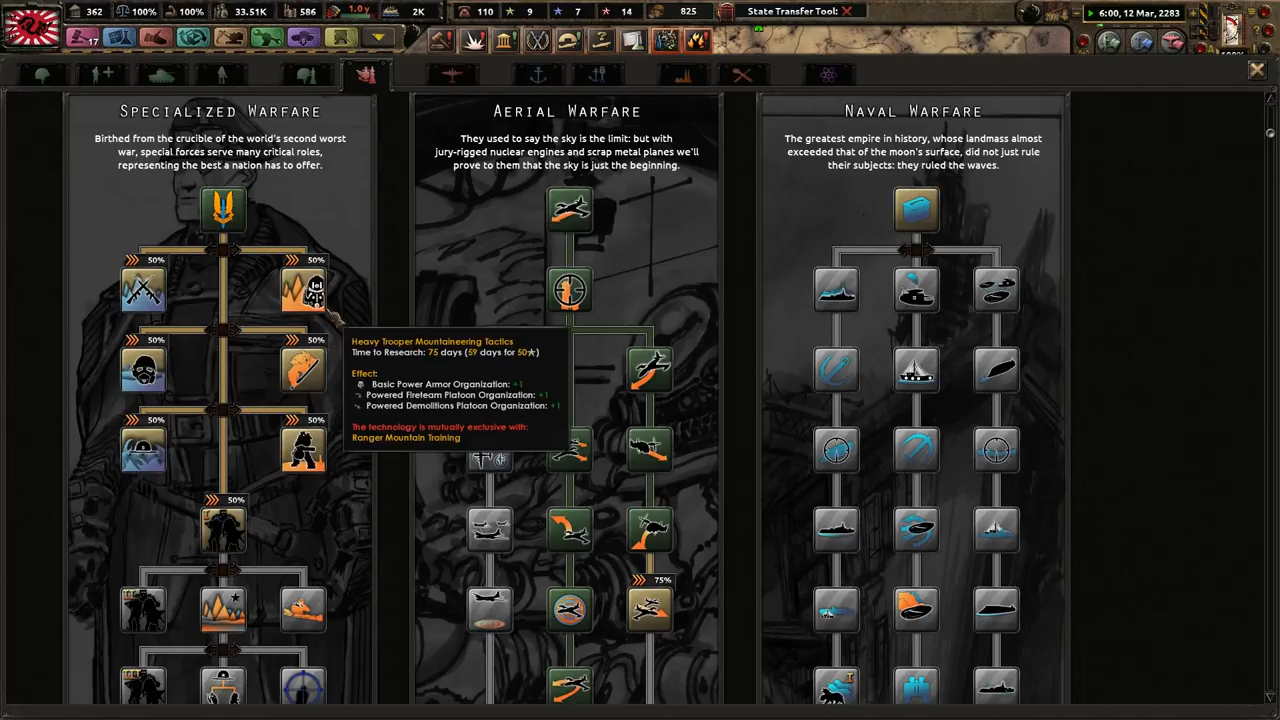 362
100%
100%
33.51K
586
1.0 y
2K
110
9
7
14
825
State Transfer Tool:
6:00, 12 Mar, 2283
17
Specialized Warfare
Birthed from the crucible of the world's second worst
war, special forces serve many critical roles,
representing the best a nation has to offer.
50%
50%
50%
50%
50%
50%
50%
Heavy Trooper Mountaineering Tactics
Time to Research: 75 days (59 days for 50★)
Effect:
Basic Power Armor Organization: +1
Powered Fireteam Platoon Organization: +1
Powered Demolitions Platoon Organization: +1
The technology is mutually exclusive with:
Ranger Mountain Training
Aerial Warfare
They used to say the sky is the limit: but with
jury-rigged nuclear engines and scrap metal planes we'll
prove to them that the sky is just the beginning.
75%
Naval Warfare
The greatest empire in history, whose landmass almost
exceeded that of the moon's surface, did not just rule
their subjects: they ruled the waves.